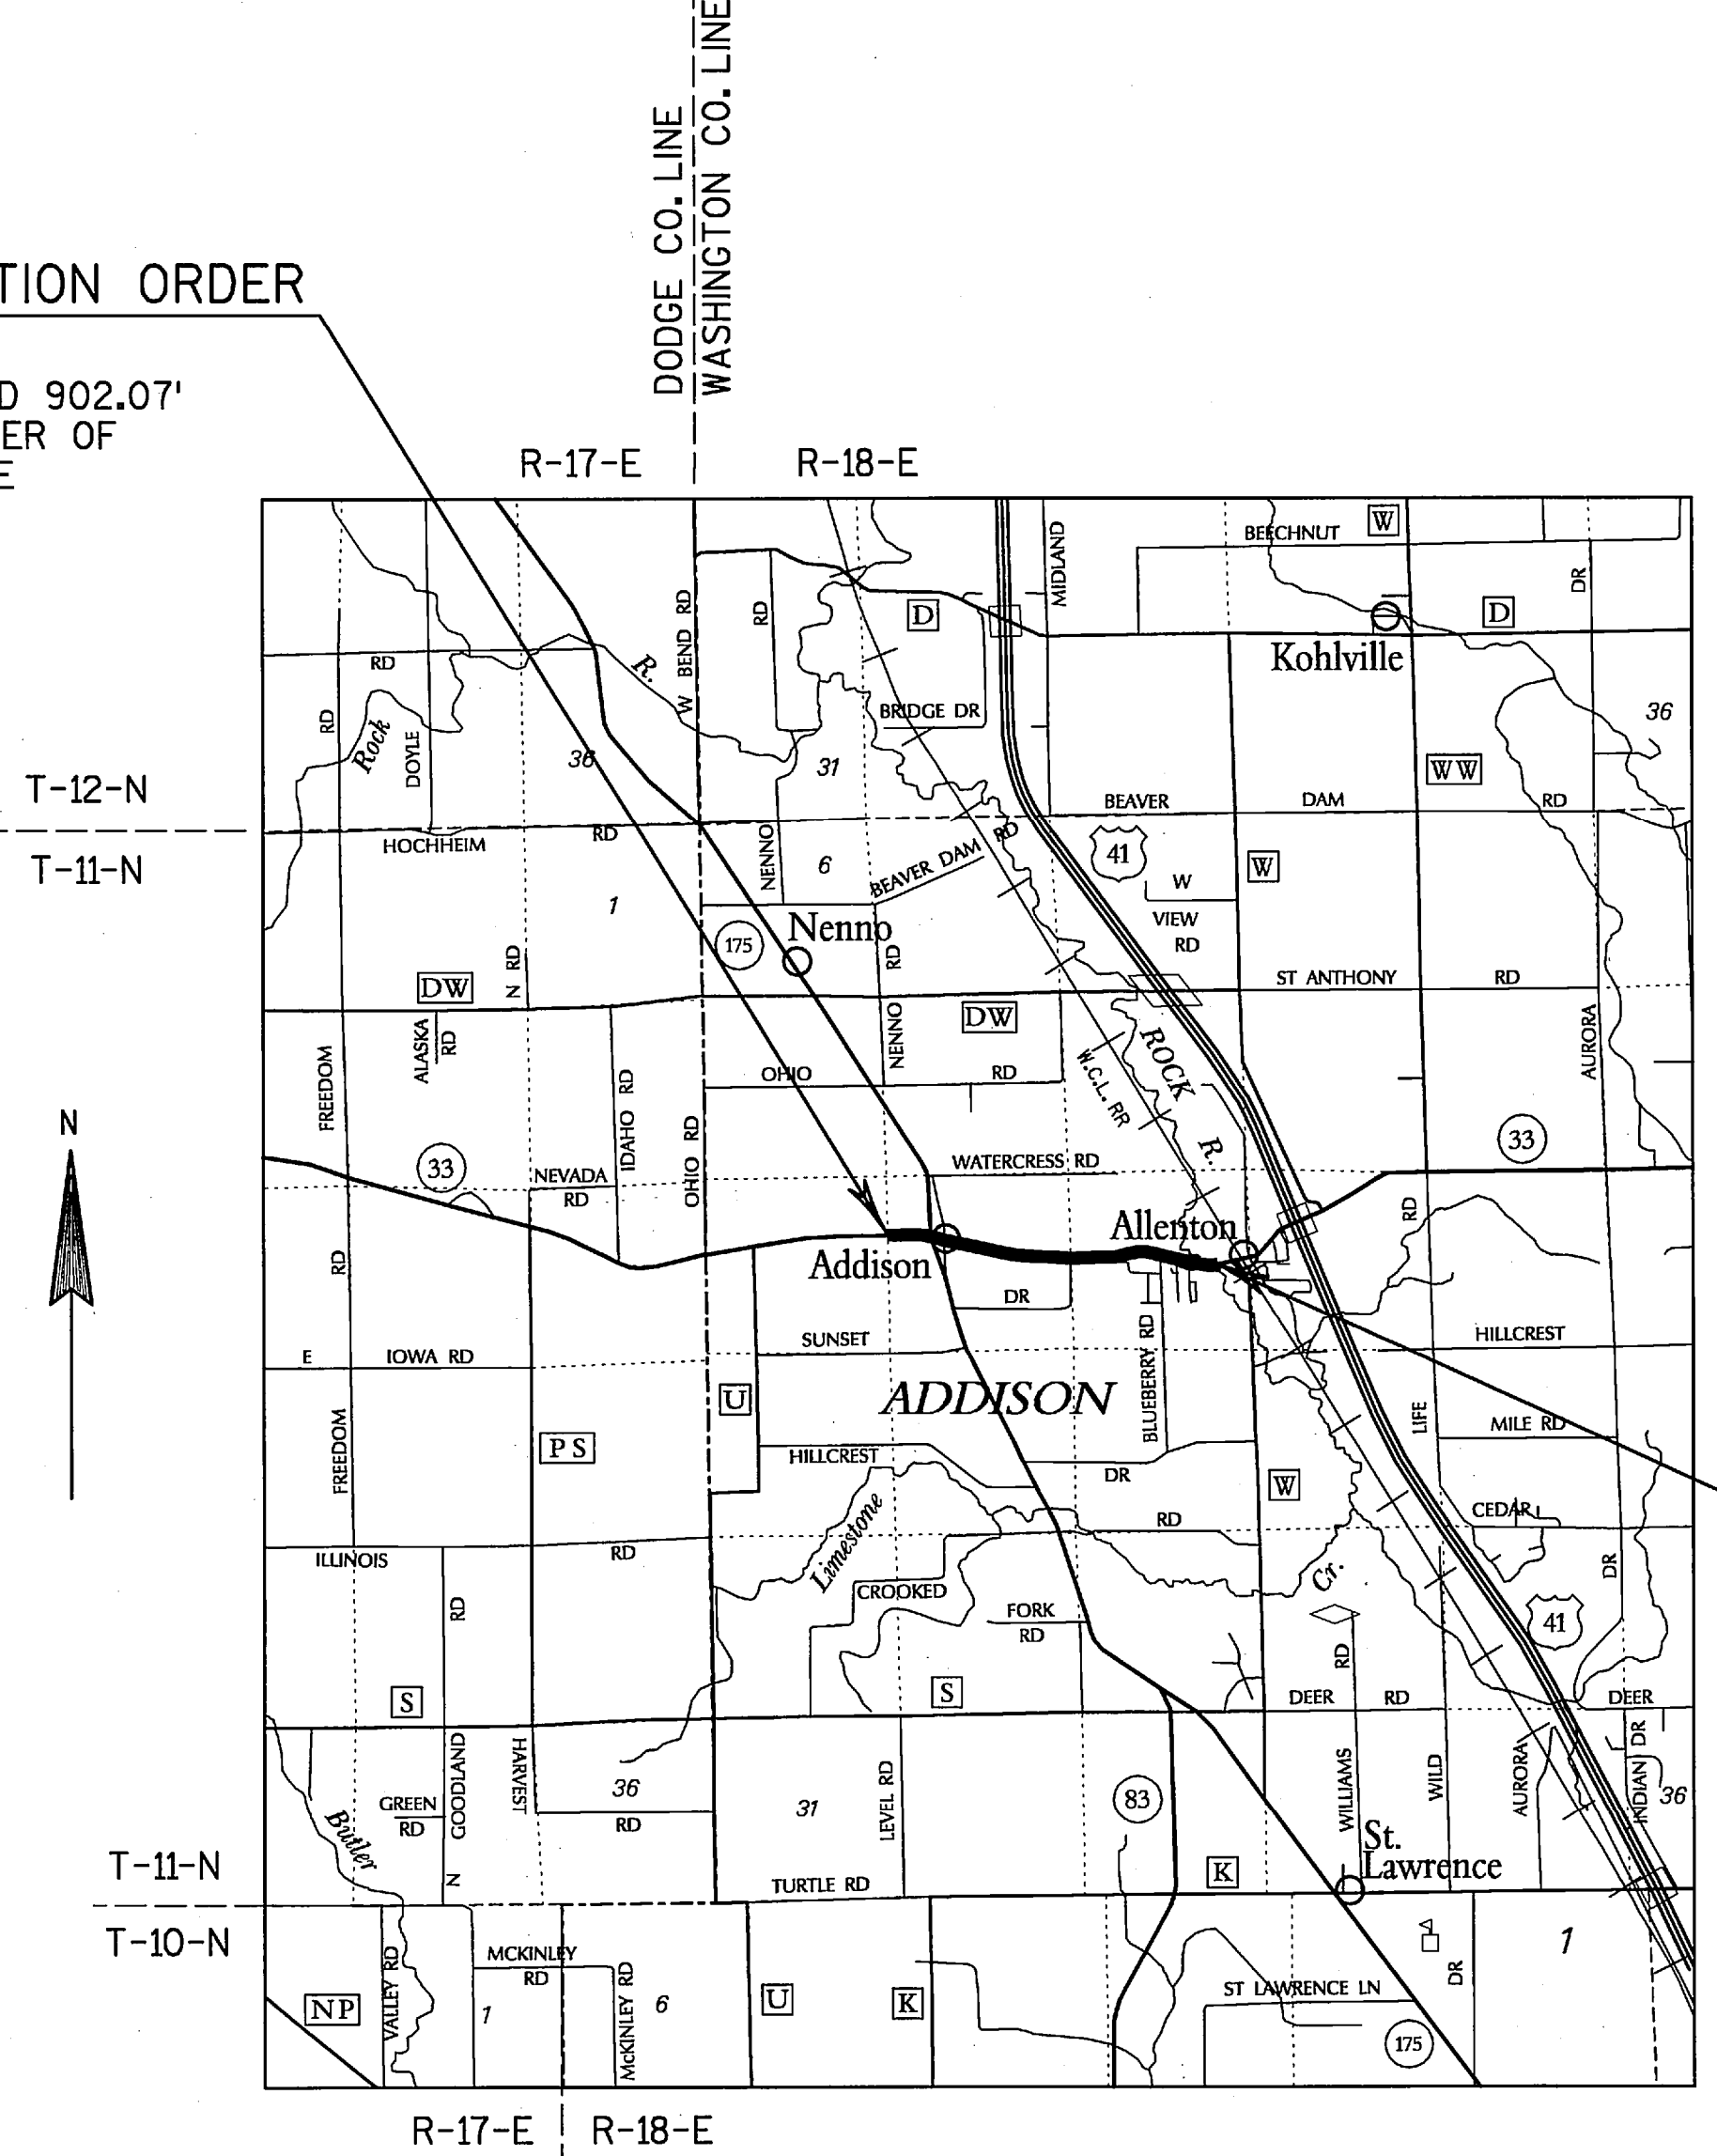 DODGE CO. LINE
WASHINGTON CO. LINE
TION ORDER
D 902.07'
ER OF
E
R-17-E
R-18-E
BEECHNUT
W
MIDLAND
DR
RD
D
D
W BEND RD
Kohlville
R.
RD
RD
Rock
DOYLE
BRIDGE DR
36
36
31
WW
T-12-N
BEAVER
DAM
RD
HOCHHEIM
RD
RD
T-11-N
NENNO
6
BEAVER DAM
41
W
W
VIEW
RD
1
Nenno
175
N RD
RD
DW
ST ANTHONY
RD
ALASKA
RD
NENNO
DW
ROCK
R.
W.C.L. RR
AURORA
FREEDOM
IDAHO RD
OHIO
RD
N
OHIO RD
33
33
NEVADA
RD
WATERCRESS RD
RD
Allenton
RD
Addison
DR
SUNSET
BLUEBERRY RD
HILLCREST
E
IOWA RD
U
ADDISON
FREEDOM
PS
LIFE
MILE RD
HILLCREST
DR
W
Limestone
CEDAR
RD
ILLINOIS
RD
Cr.
DR
CROOKED
RD
FORK
RD
41
RD
S
S
DEER
RD
DEER
GOODLAND
HARVEST
LEVEL RD
WILLIAMS
WILD
AURORA
INDIAN DR
36
31
83
36
GREEN
RD
RD
Butler
St.
Lawrence
T-11-N
N
TURTLE RD
K
T-10-N
VALLEY RD
MCKINLEY
RD
McKINLEY RD
1
DR
NP
1
6
U
K
ST LAWRENCE LN
175
R-17-E
R-18-E